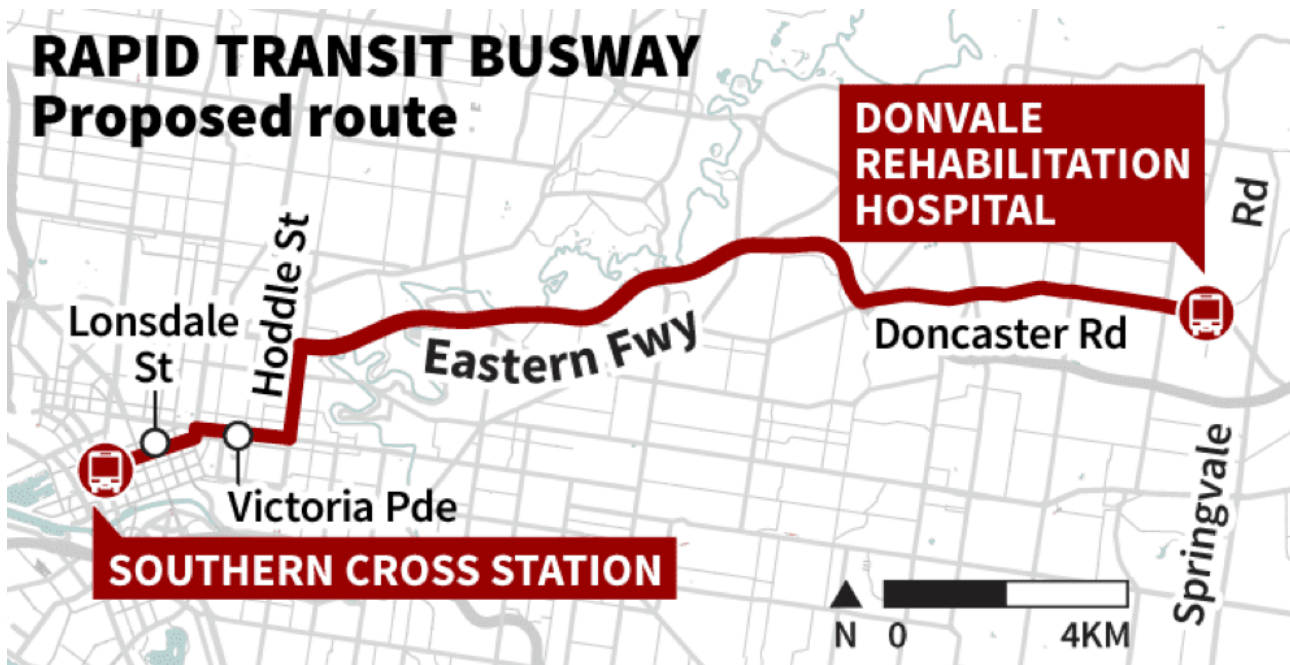 RAPID TRANSIT BUSWAY
Proposed route
DONVALE
REHABILITATION
HOSPITAL
Rd
Hoddle St
Lonsdale
St
Eastern Fwy
Doncaster Rd
Victoria Pde
Springvale
SOUTHERN CROSS STATION
N 0 4KM